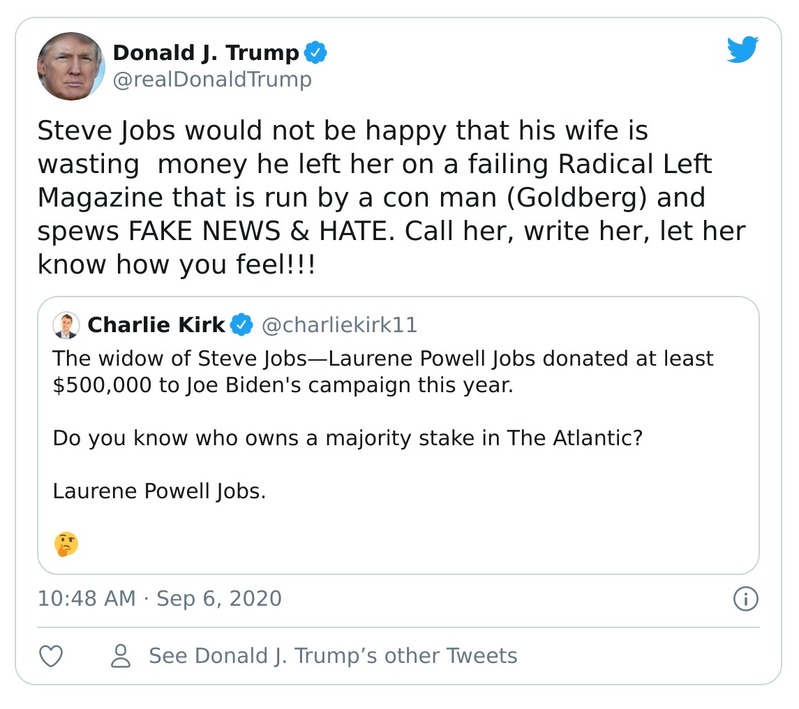 Donald J. Trump
@realDonaldTrump
Steve Jobs would not be happy that his wife is
wasting  money he left her on a failing Radical Left
Magazine that is run by a con man (Goldberg) and
spews FAKE NEWS & HATE. Call her, write her, let her
know how you feel!!!
Charlie Kirk @charliekirk11
The widow of Steve Jobs—Laurene Powell Jobs donated at least
$500,000 to Joe Biden's campaign this year.
Do you know who owns a majority stake in The Atlantic?
Laurene Powell Jobs.
🤔
10:48 AM · Sep 6, 2020
See Donald J. Trump’s other Tweets